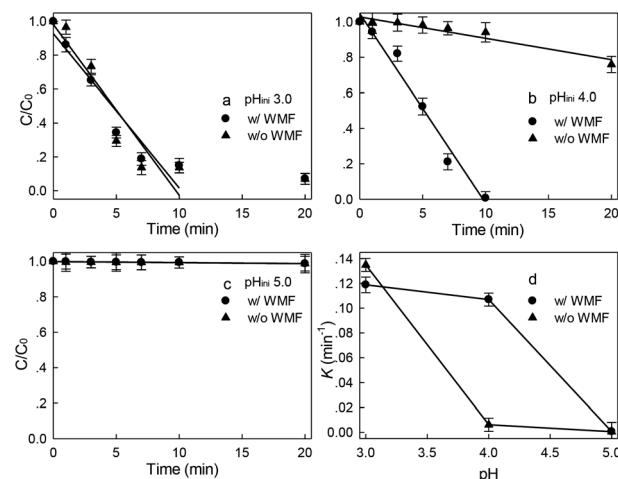 1.0
.8
.6
.4
.2
0.0
C/C0
a pHini 3.0
w/ WMF
w/o WMF
0 5 10 15 20
Time (min)
1.0
.8
.6
.4
.2
0.0
b pHini 4.0
w/ WMF
w/o WMF
0 5 10 15 20
Time (min)
1.0
.8
.6
.4
.2
0.0
C/C0
c pHini 5.0
w/ WMF
w/o WMF
0 5 10 15 20
Time (min)
0.14
0.12
.10
.08
.06
.04
.02
0.00
K (min-1)
d
w/ WMF
w/o WMF
3.0 3.5 4.0 4.5 5.0
pH